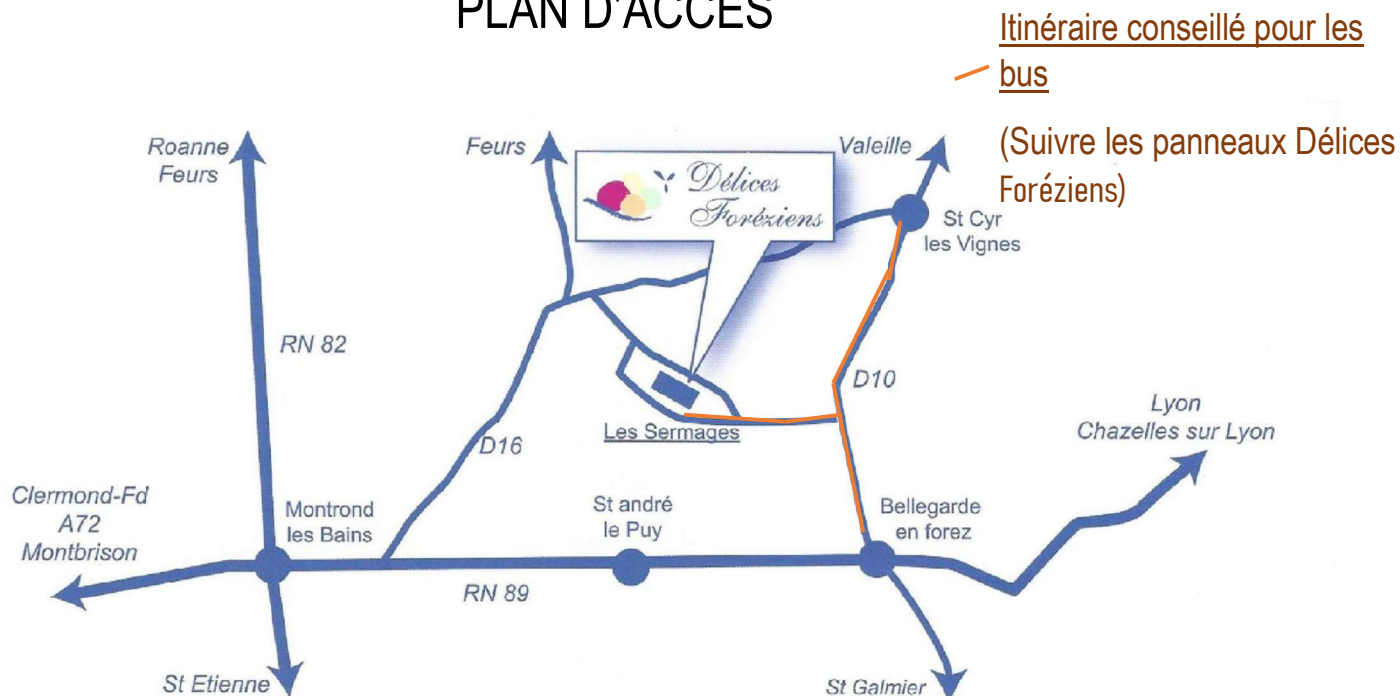 PLAN D'ACCES
Itinéraire conseillé pour les
bus
(Suivre les panneaux Délices
Foréziens)
Roanne
Feurs
Feurs
Valeille
Délices
Foréziens
St Cyr
les Vignes
RN 82
D10
Lyon
Chazelles sur Lyon
Les Sermages
D16
Clermond-Fd
A72
Montbrison
Montrond
les Bains
St andré
le Puy
Bellegarde
en forez
RN 89
St Etienne
St Galmier